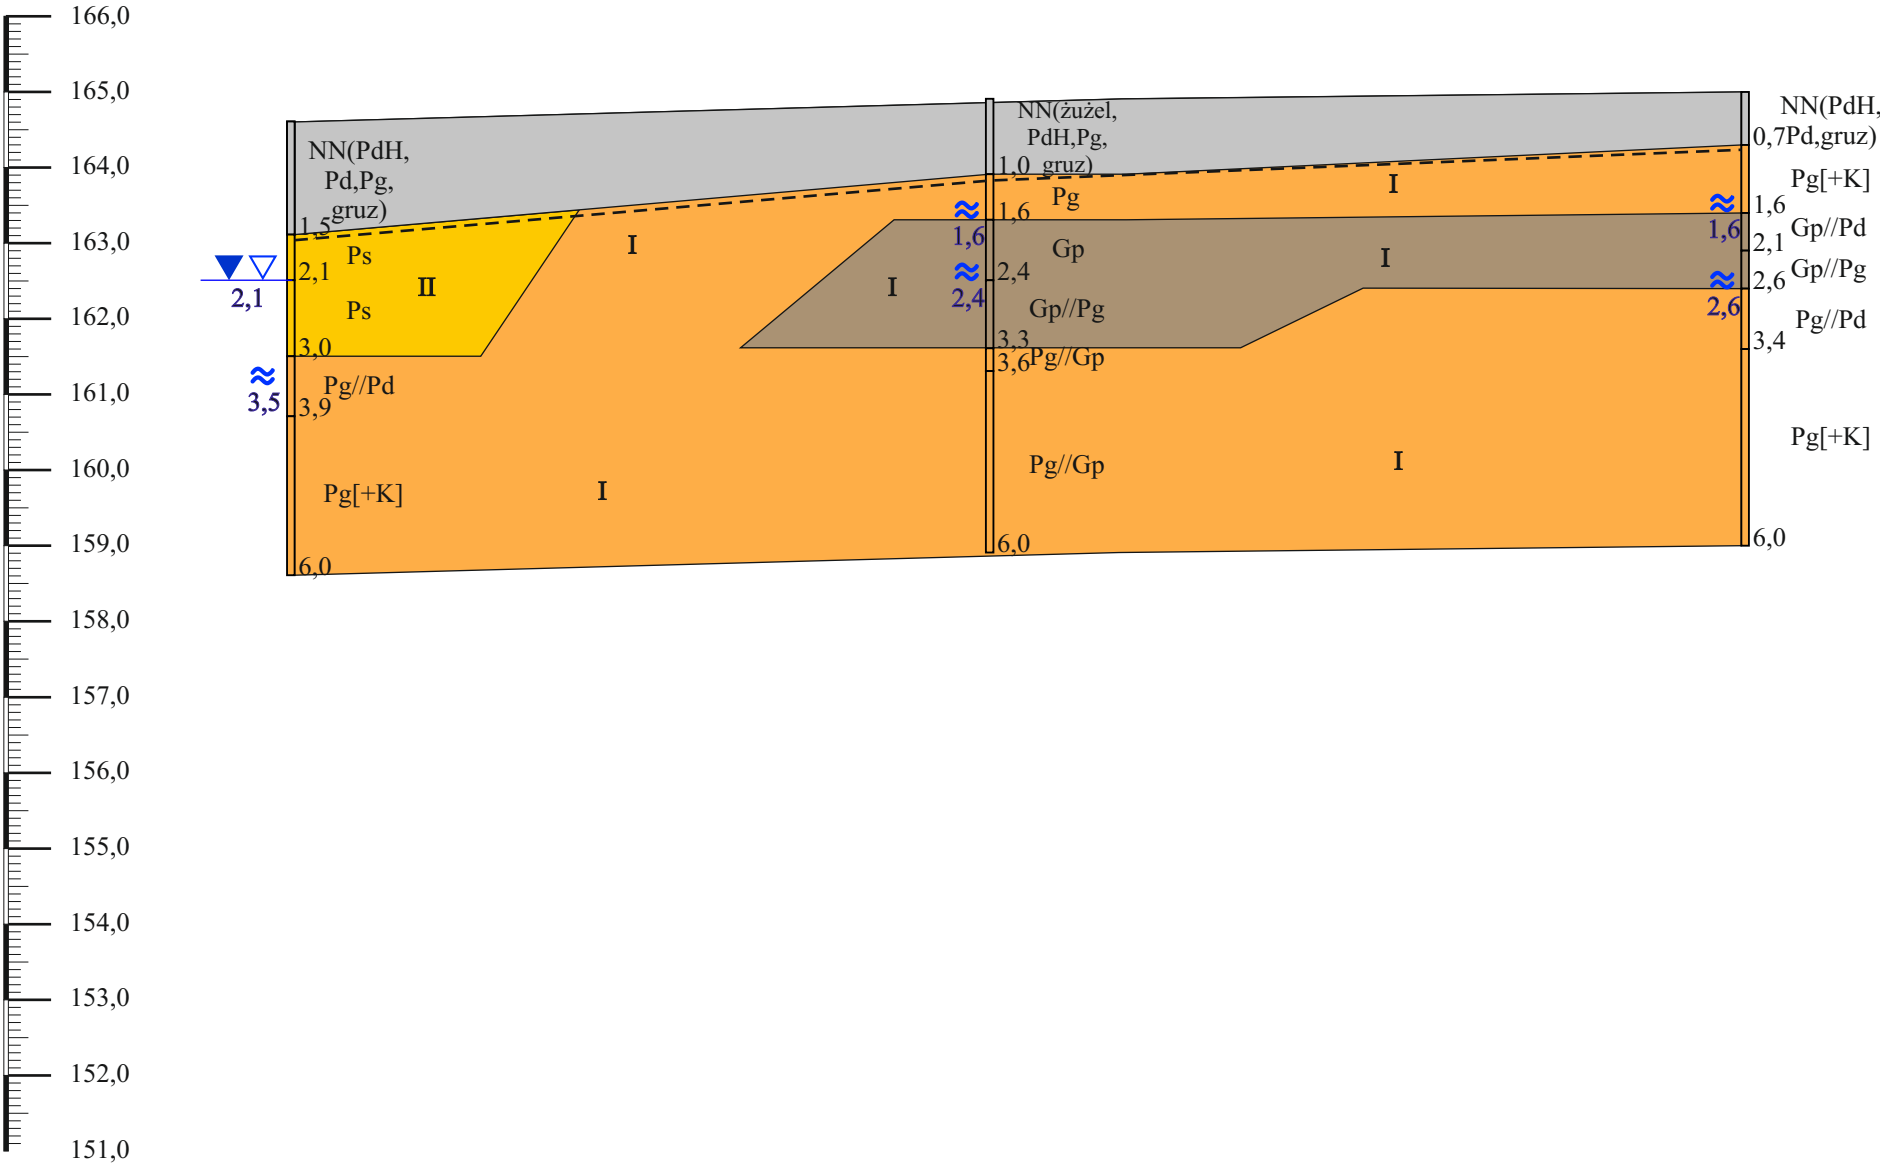 166,0
165,0
164,0
163,0
162,0
161,0
160,0
159,0
158,0
157,0
156,0
155,0
154,0
153,0
152,0
151,0
NN(PdH,
Pd,Pg,
gruz)
1,5
Ps
2,1
2,1
II
Ps
3,0
Pg//Pd
3,5
3,9
Pg[+K]
6,0
I
I
NN(żużel,
PdH,Pg,
gruz)
1,0
Pg
1,6
1,6
Gp
2,4
2,4
I
Gp//Pg
3,3
Pg//Gp
3,6
Pg//Gp
6,0
I
I
I
NN(PdH,
0,7Pd,gruz)
Pg[+K]
1,6
1,6
Gp//Pd
2,1
Gp//Pg
2,6
2,6
Pg//Pd
3,4
Pg[+K]
6,0